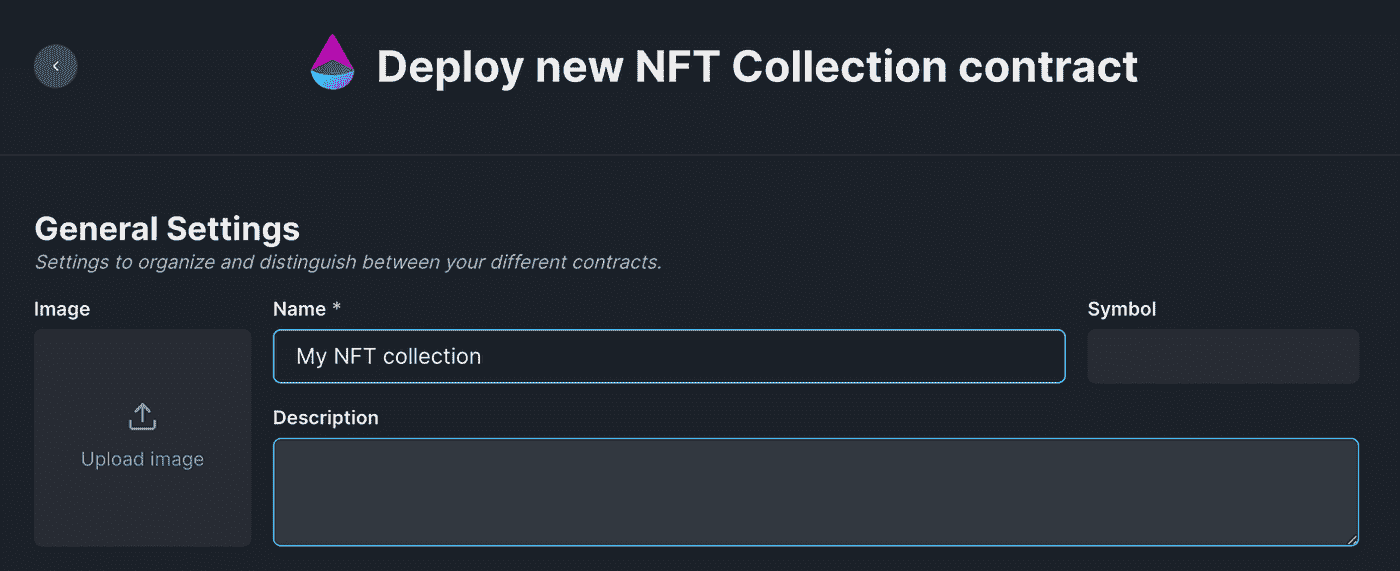 Deploy new NFT Collection contract
General Settings
Settings to organize and distinguish between your different contracts.
Image
Name *
Symbol
My NFT collection
Description
Upload image